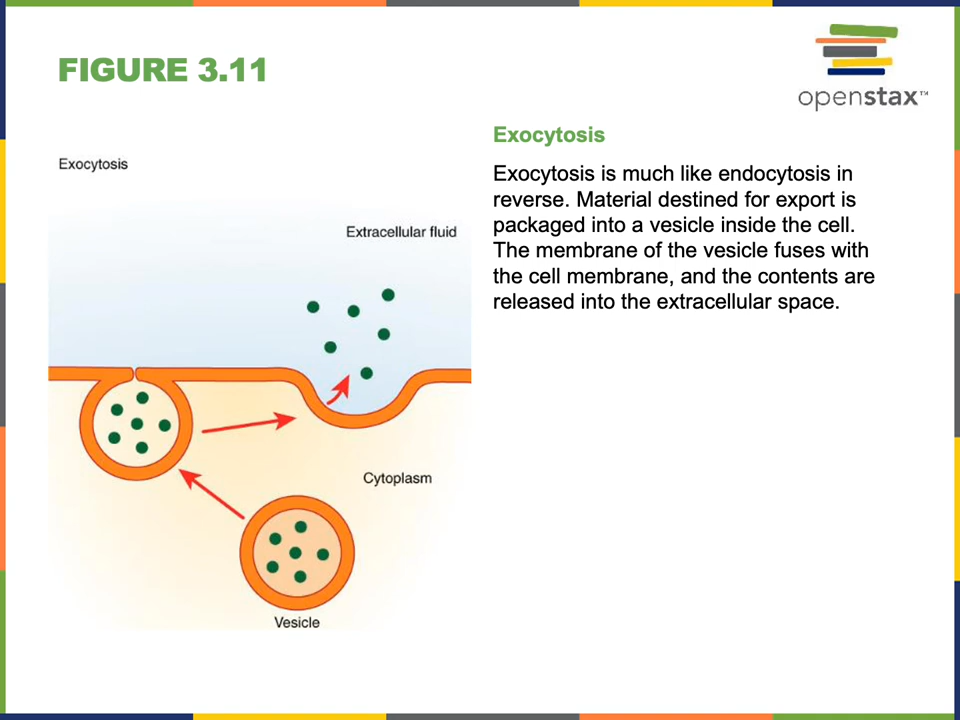 FIGURE 3.11
openstax™
Exocytosis
Exocytosis is much like endocytosis in
reverse. Material destined for export is
packaged into a vesicle inside the cell.
The membrane of the vesicle fuses with
the cell membrane, and the contents are
released into the extracellular space.
Exocytosis
Extracellular fluid
Cytoplasm
Vesicle